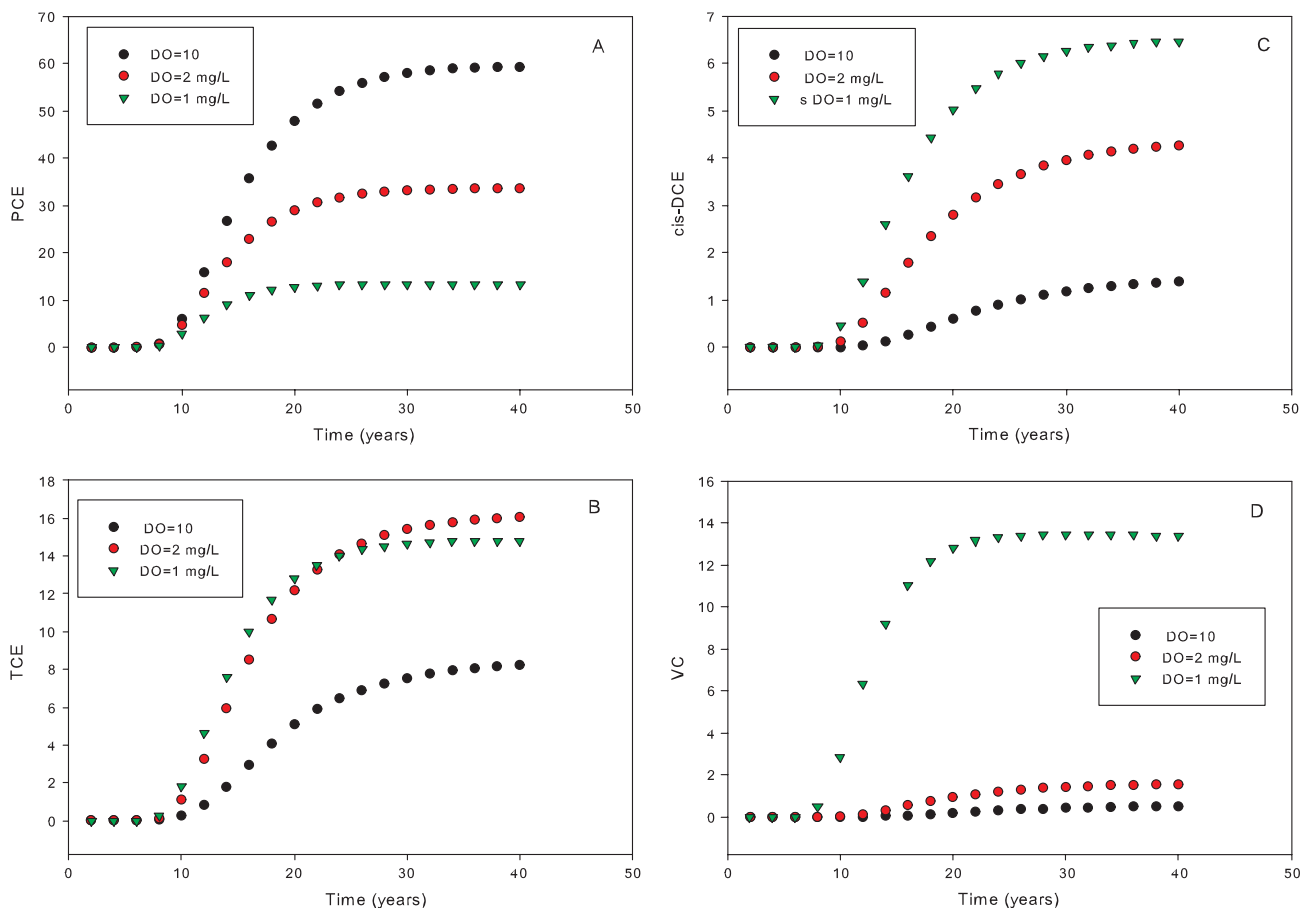 70
60
50
40
30
20
10
0
PCE
DO=10
DO=2 mg/L
DO=1 mg/L
A
0 10 20 30 40 50
Time (years)
7
6
5
4
3
2
1
0
cis-DCE
DO=10
DO=2 mg/L
s DO=1 mg/L
C
0 10 20 30 40 50
Time (years)
18
16
14
12
10
8
6
4
2
0
TCE
DO=10
DO=2 mg/L
DO=1 mg/L
B
0 10 20 30 40 50
Time (years)
16
14
12
10
8
6
4
2
0
VC
D
DO=10
DO=2 mg/L
DO=1 mg/L
0 10 20 30 40 50
Time (years)